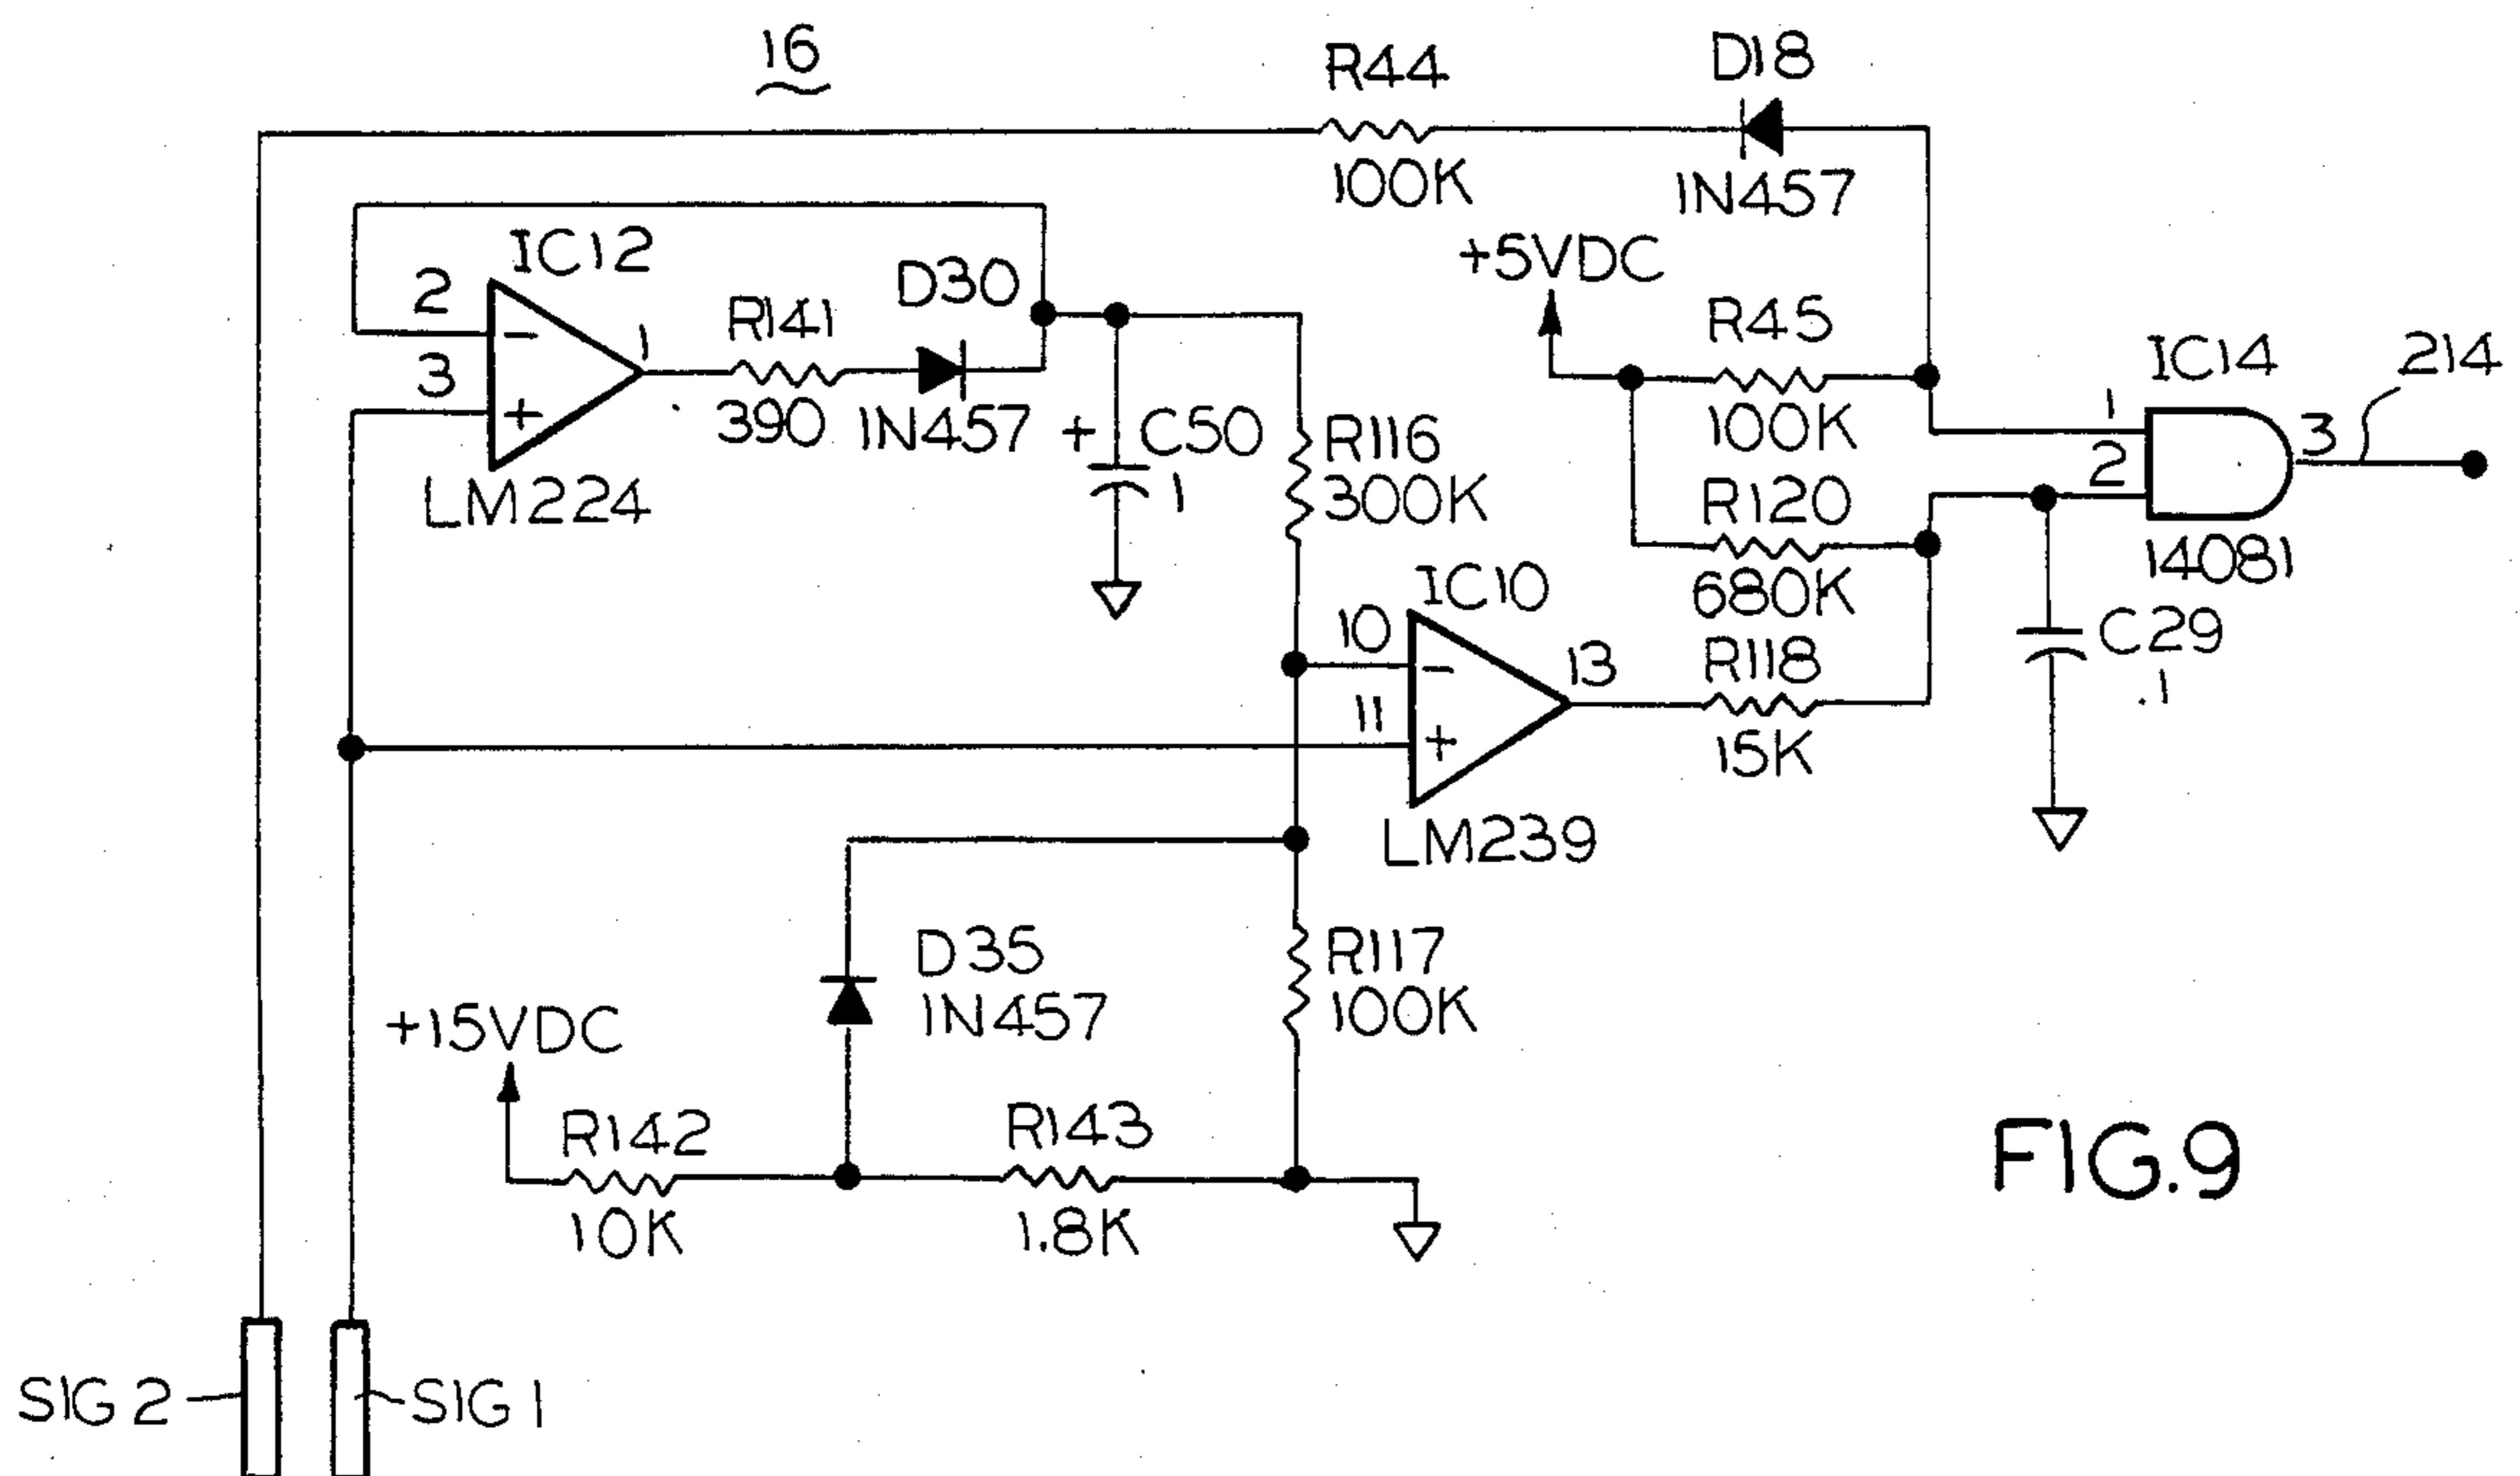 16
R44
100K
D18
1N457
+5VDC
IC12
2
3
1
LM224
R141
390
D30
1N457
+
C50
1
R116
300K
R45
100K
R120
680K
R118
15K
IC14
1
2
3
214
14081
C29
.1
IC10
10
11
13
LM239
D35
1N457
R117
100K
+15VDC
R142
10K
R143
1.8K
SIG 2
SIG 1
FIG.9